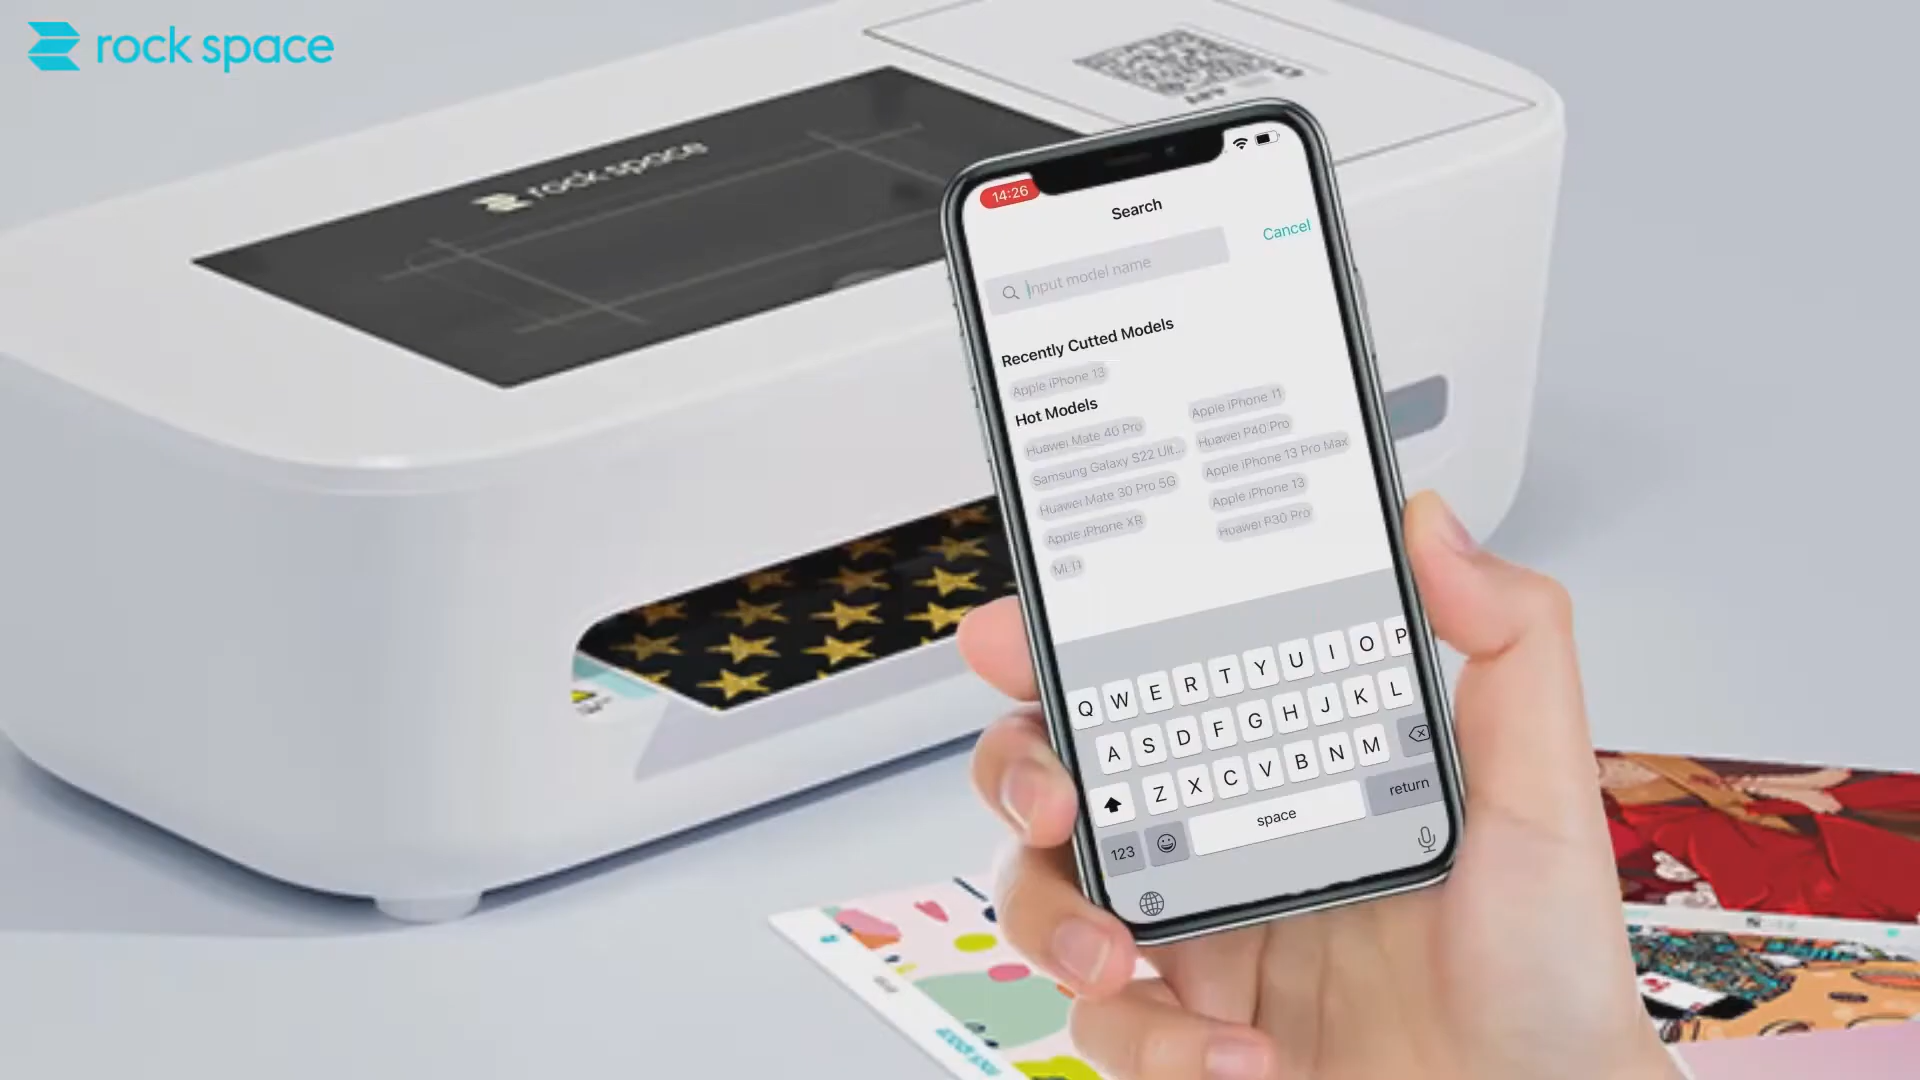 rock space
rock space
14:26
Search
Cancel
Input model name
Recently Cutted Models
Apple iPhone 13
Hot Models
Huawei Mate 40 Pro
Apple iPhone 11
Samsung Galaxy S22 Ult...
Huawei P40 Pro
Huawei Mate 30 Pro 5G
Apple iPhone 13 Pro Max
Apple iPhone XR
Apple iPhone 13
Huawei P30 Pro
Q W E R T Y U I O P
A S D F G H J K L
Z X C V B N M
123
space
return
rock space